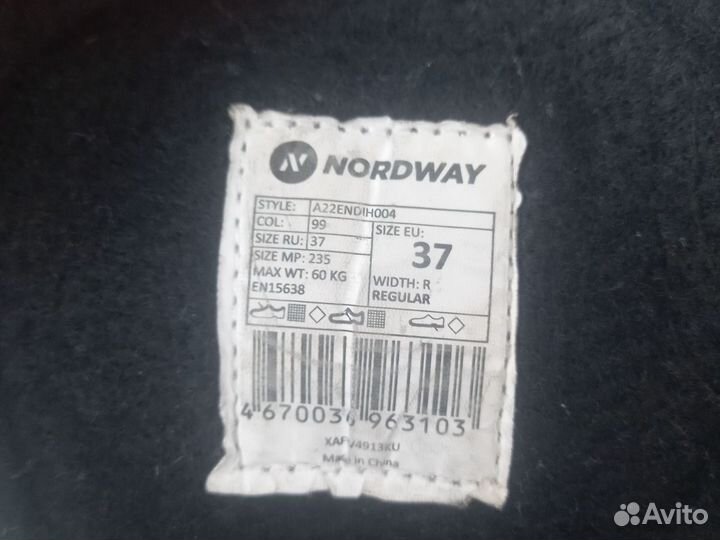 NORDWAY
STYLE: A22ENDIH004
COL: 99
SIZE RU: 37
SIZE MP: 235
MAX WT: 60 KG
EN15638
SIZE EU:
37
WIDTH: R
REGULAR
4 670036 963103
Made in China
Avito